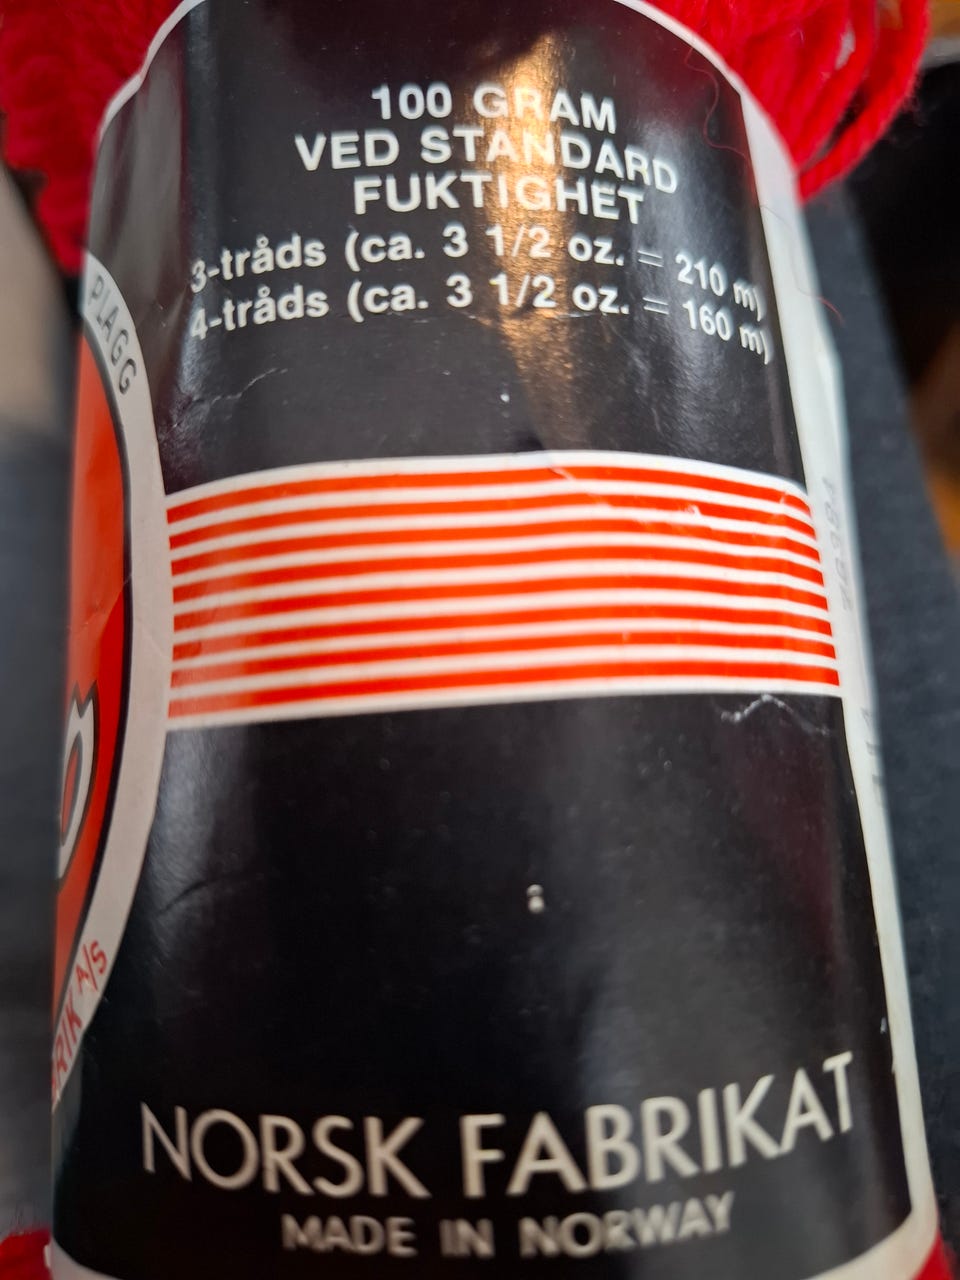 100 GRAM
VED STANDARD
FUKTIGHET
3-tråds (ca. 3 1/2 oz. = 210 m)
4-tråds (ca. 3 1/2 oz. = 160 m)
PLAGG
A/S
NORSK FABRIKAT
MADE IN NORWAY